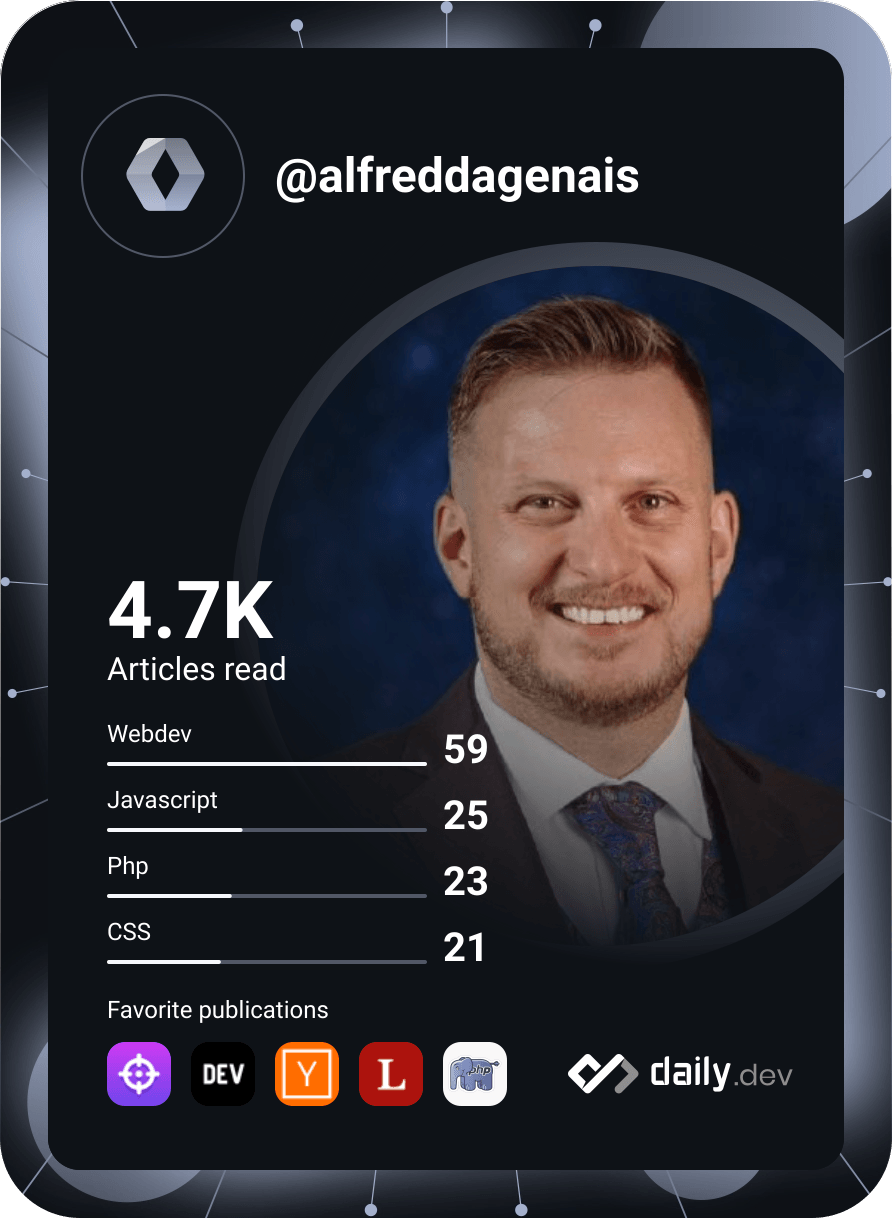 @alfreddagenais
4.7K
Articles read
Webdev
59
Javascript
25
Php
23
CSS
21
Favorite publications
DEV
Y
L
php
daily.dev